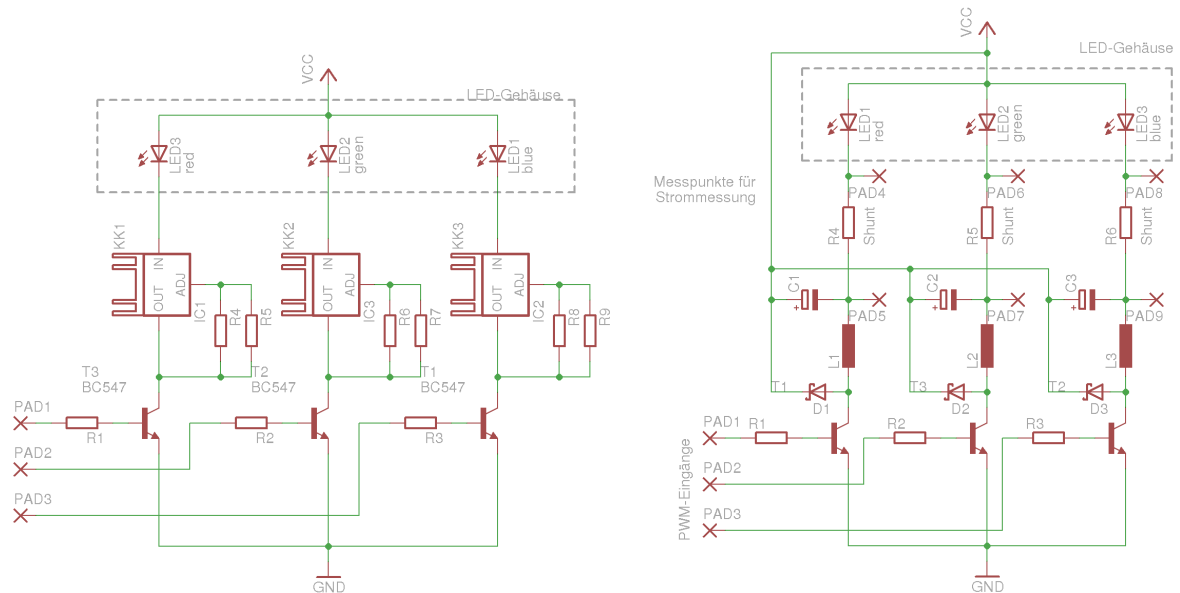 VCC
LED-Gehäuse
LED3
red
LED2
green
LED1
blue
KK1
IN
OUT
ADJ
IC1
R4
R5
KK2
IN
OUT
ADJ
IC3
R6
R7
KK3
IN
OUT
ADJ
IC2
R8
R9
T3
BC547
T2
BC547
T1
BC547
PAD1
R1
R2
R3
PAD2
PAD3
GND
VCC
LED-Gehäuse
LED1
red
LED2
green
LED3
blue
Messpunkte für
Strommessung
PAD4
PAD6
PAD8
R4
Shunt
R5
Shunt
R6
Shunt
C1
+
C2
+
C3
+
PAD5
PAD7
PAD9
L1
L2
L3
T1
D1
T3
D2
T2
D3
PAD1
R1
R2
R3
PAD2
PAD3
PWM-Eingänge
GND